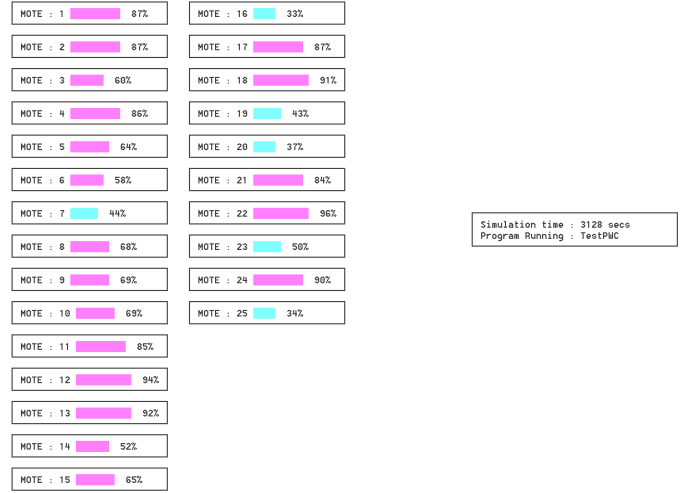 MOTE : 1 87%
MOTE : 2 87%
MOTE : 3 60%
MOTE : 4 86%
MOTE : 5 64%
MOTE : 6 58%
MOTE : 7 44%
MOTE : 8 68%
MOTE : 9 69%
MOTE : 10 69%
MOTE : 11 85%
MOTE : 12 94%
MOTE : 13 92%
MOTE : 14 52%
MOTE : 15 65%
MOTE : 16 33%
MOTE : 17 87%
MOTE : 18 91%
MOTE : 19 43%
MOTE : 20 37%
MOTE : 21 84%
MOTE : 22 96%
MOTE : 23 50%
MOTE : 24 90%
MOTE : 25 34%
Simulation time : 3128 secs
Program Running : TestPWC